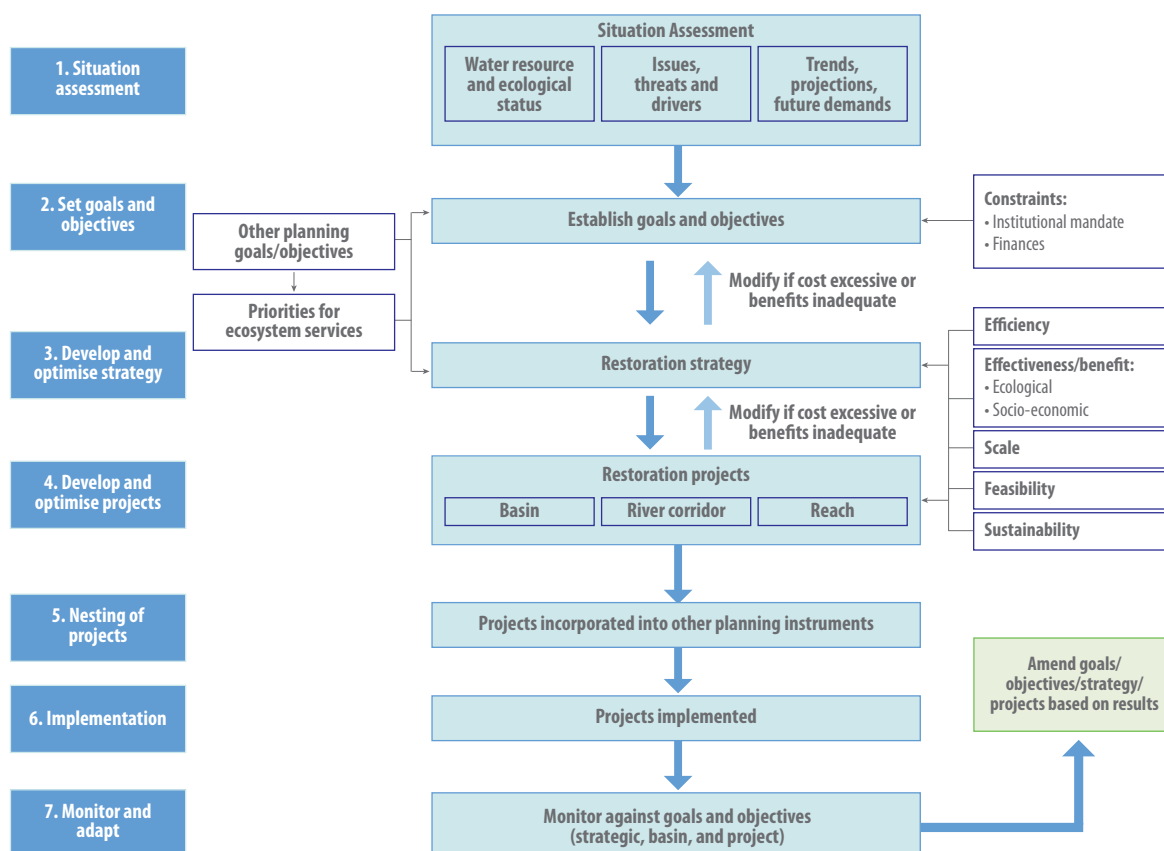 Situation Assessment
1. Situation
assessment
Water resource
and ecological
status
Issues,
threats and
drivers
Trends,
projections,
future demands
2. Set goals and
objectives
Other planning
goals/objectives
Establish goals and objectives
Constraints:
• Institutional mandate
• Finances
Modify if cost excessive or
benefits inadequate
Priorities for
ecosystem services
3. Develop and
optimise strategy
Restoration strategy
Efficiency
Effectiveness/benefit:
• Ecological
• Socio-economic
Scale
Feasibility
Sustainability
Modify if cost excessive or
benefits inadequate
4. Develop and
optimise projects
Restoration projects
Basin
River corridor
Reach
5. Nesting of
projects
Projects incorporated into other planning instruments
Amend goals/
objectives/strategy/
projects based on results
6. Implementation
Projects implemented
7. Monitor and
adapt
Monitor against goals and objectives
(strategic, basin, and project)